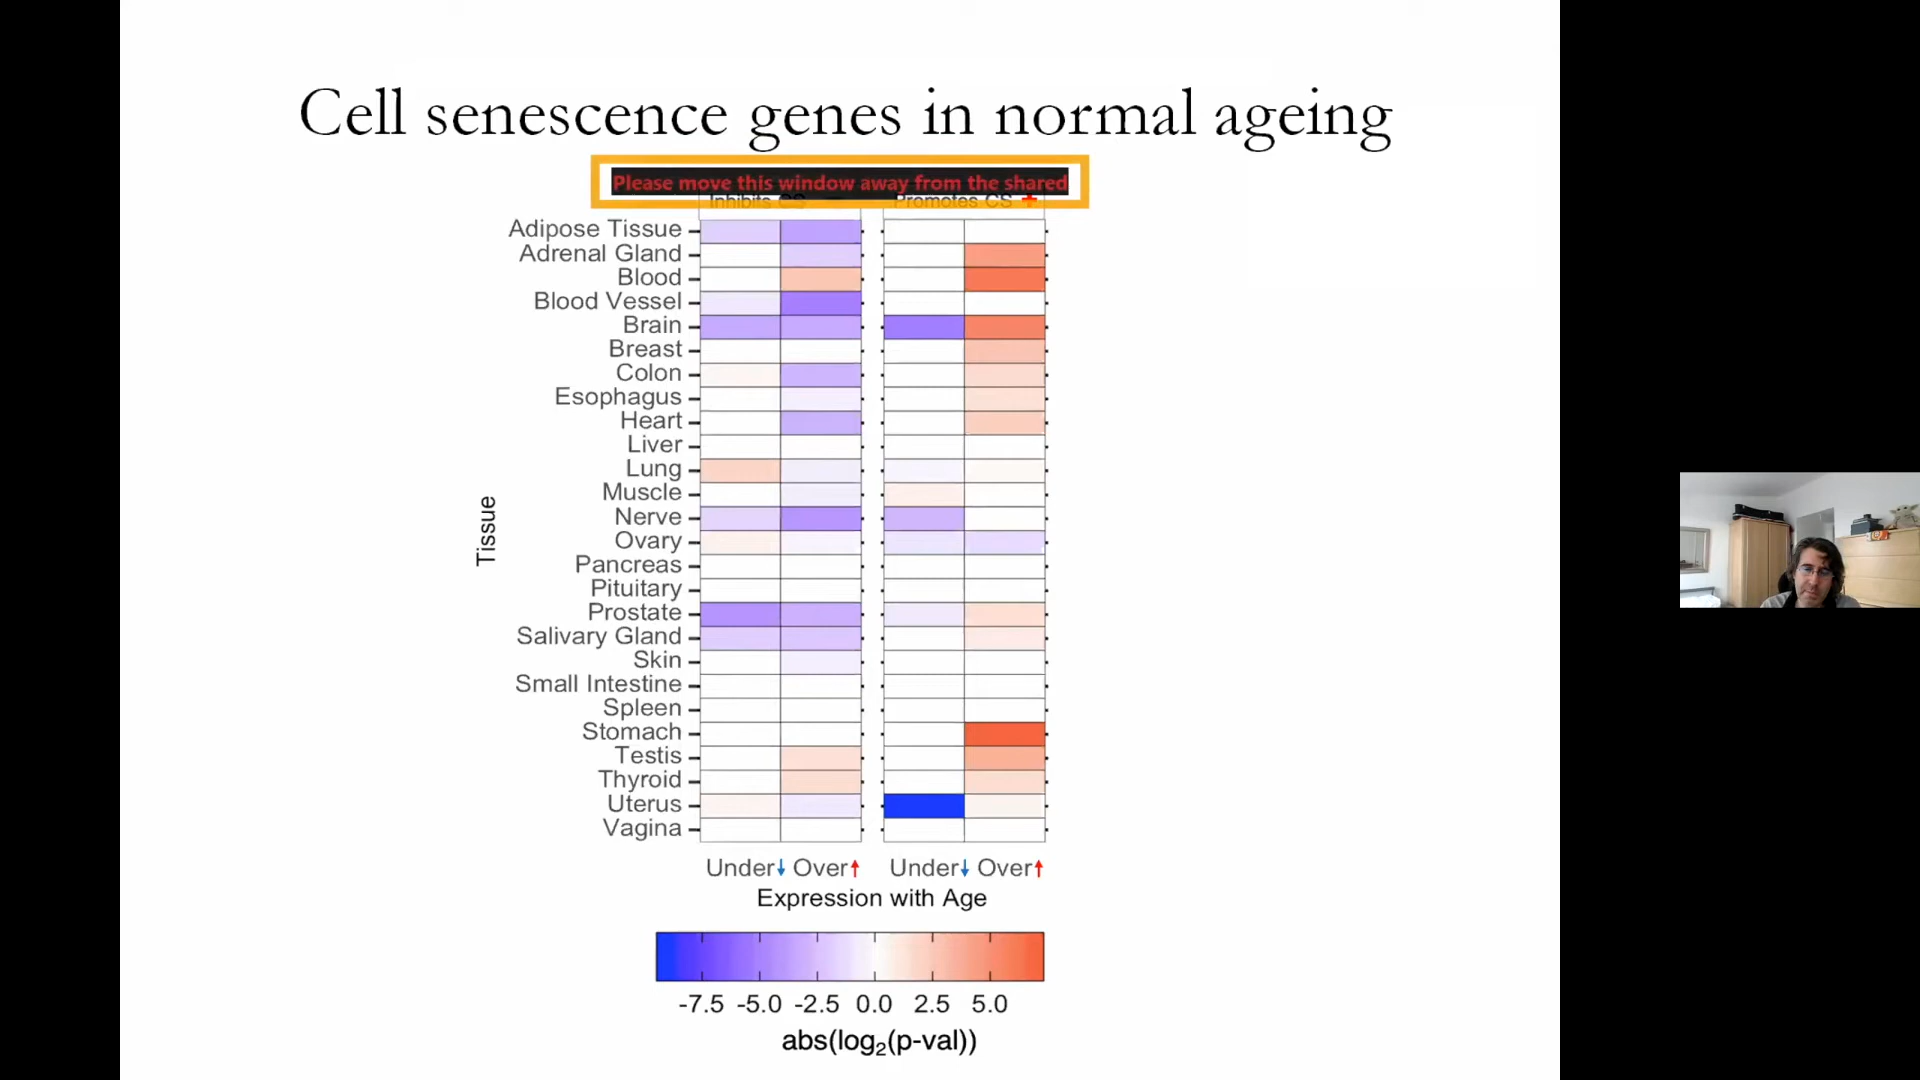 Cell senescence genes in normal ageing
Please move this window away from the shared
Inhibits CS
Promotes CS +
Adipose Tissue
Adrenal Gland
Blood
Blood Vessel
Brain
Breast
Colon
Esophagus
Heart
Liver
Lung
Muscle
Nerve
Ovary
Pancreas
Pituitary
Prostate
Salivary Gland
Skin
Small Intestine
Spleen
Stomach
Testis
Thyroid
Uterus
Vagina
Tissue
Under↓ Over↑ Under↓ Over↑
Expression with Age
-7.5 -5.0 -2.5 0.0 2.5 5.0
abs(log₂(p-val))